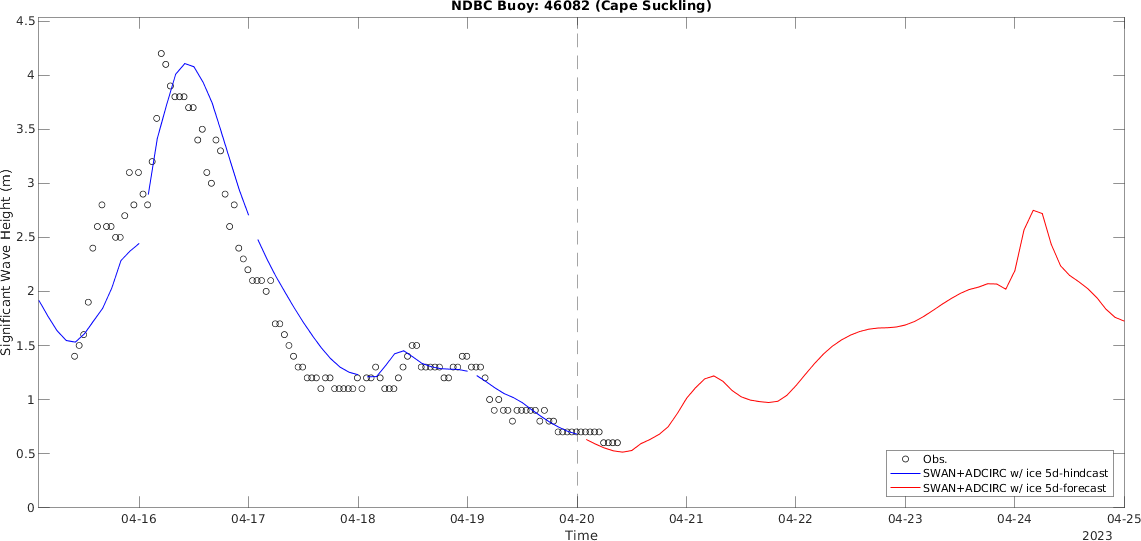 NDBC Buoy: 46082 (Cape Suckling)
4.5
4
3.5
3
2.5
2
1.5
1
0.5
0
Significant Wave Height (m)
Obs.
SWAN+ADCIRC w/ ice 5d-hindcast
SWAN+ADCIRC w/ ice 5d-forecast
04-16 04-17 04-18 04-19 04-20 04-21 04-22 04-23 04-24 04-25
Time
2023